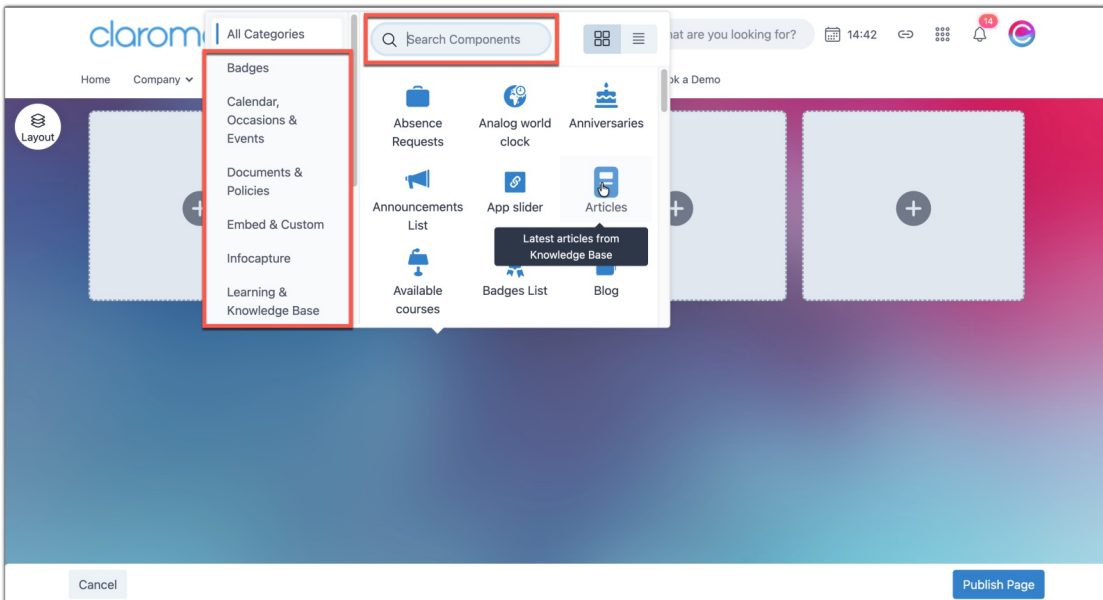 clarom
All Categories
Search Components
hat are you looking for?
14:42
14
Home
Company
ok a Demo
Layout
Badges
Calendar,
Occasions &
Events
Documents &
Policies
Embed & Custom
Infocapture
Learning &
Knowledge Base
Absence
Requests
Analog world
clock
Anniversaries
Announcements
List
App slider
Articles
Latest articles from
Knowledge Base
Available
courses
Badges List
Blog
Cancel
Publish Page